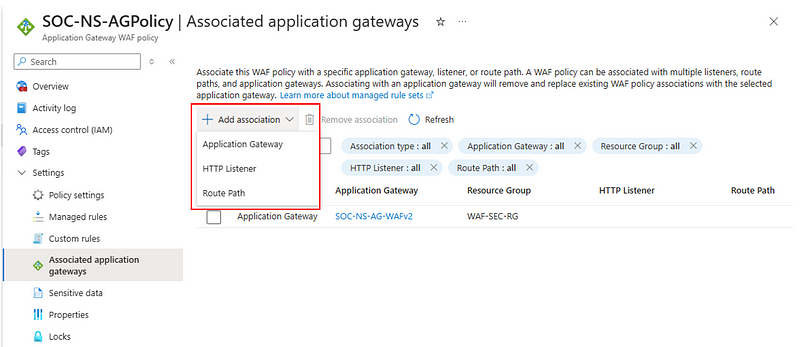 SOC-NS-AGPolicy | Associated application gateways
Application Gateway WAF policy
Search
Overview
Activity log
Access control (IAM)
Tags
Settings
Policy settings
Managed rules
Custom rules
Associated application
gateways
Sensitive data
Properties
Locks
Associate this WAF policy with a specific application gateway, listener, or route path. A WAF policy can be associated with multiple listeners, route
paths, and application gateways. Associating with an application gateway will remove and replace existing WAF policy associations with the selected
application gateway. Learn more about managed rule sets
Add association Remove association Refresh
Application Gateway
HTTP Listener
Route Path
Association type : all Application Gateway : all Resource Group : all
HTTP Listener : all Route Path : all
Application Gateway Resource Group HTTP Listener Route Path
Application Gateway SOC-NS-AG-WAFv2 WAF-SEC-RG